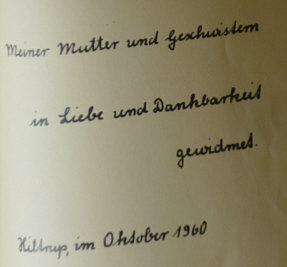 Meiner Mutter und Geschwistern
in Liebe und Dankbarkeit
gewidmet.
Hiltrup, im Oktober 1960